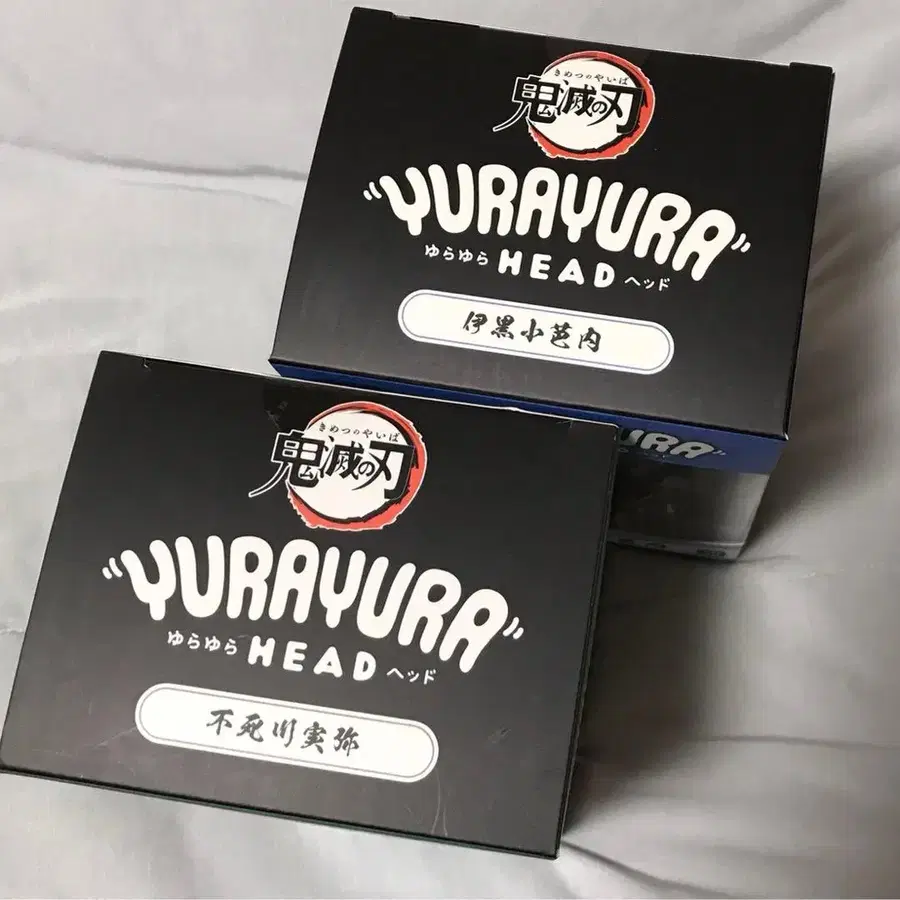 きめつのやいば
鬼滅の刃
YURAYURA
ゆらゆら HEAD ヘッド
伊黒小芭内
URA
きめつのやいば
鬼滅の刃
YURAYURA
ゆらゆら HEAD ヘッド
不死川実弥